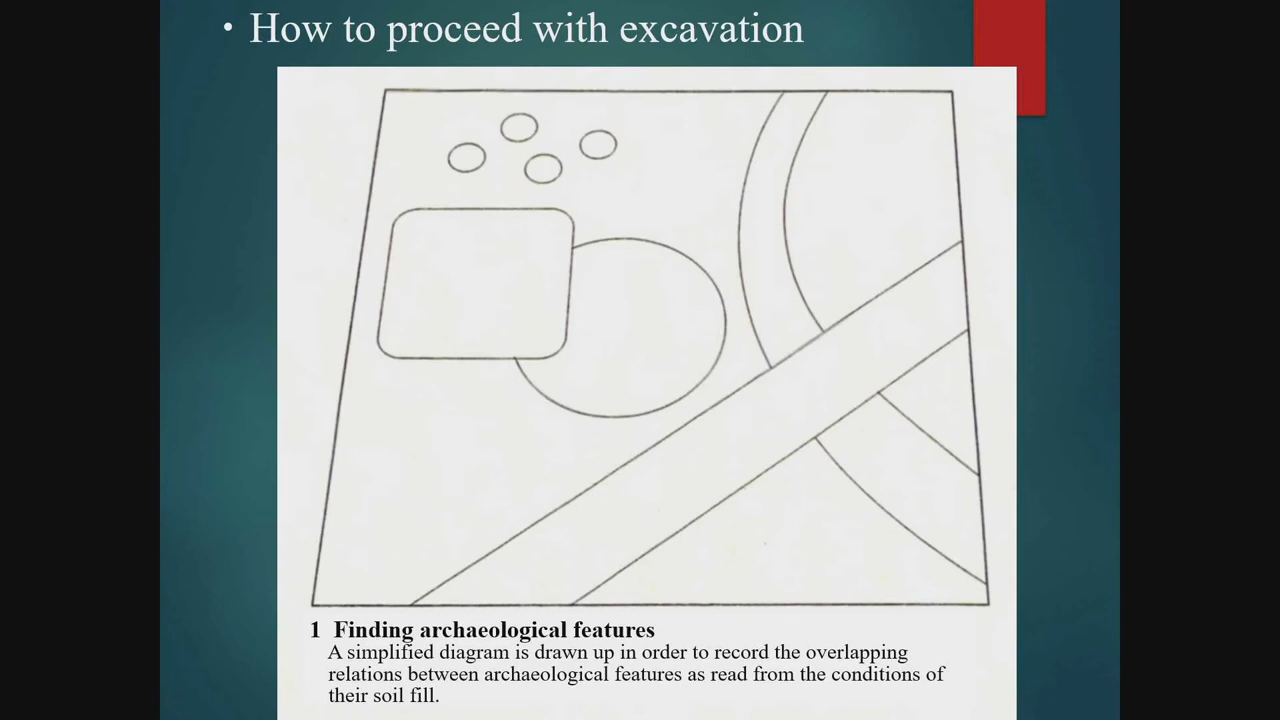 • How to proceed with excavation
1 Finding archaeological features
A simplified diagram is drawn up in order to record the overlapping
relations between archaeological features as read from the conditions of
their soil fill.